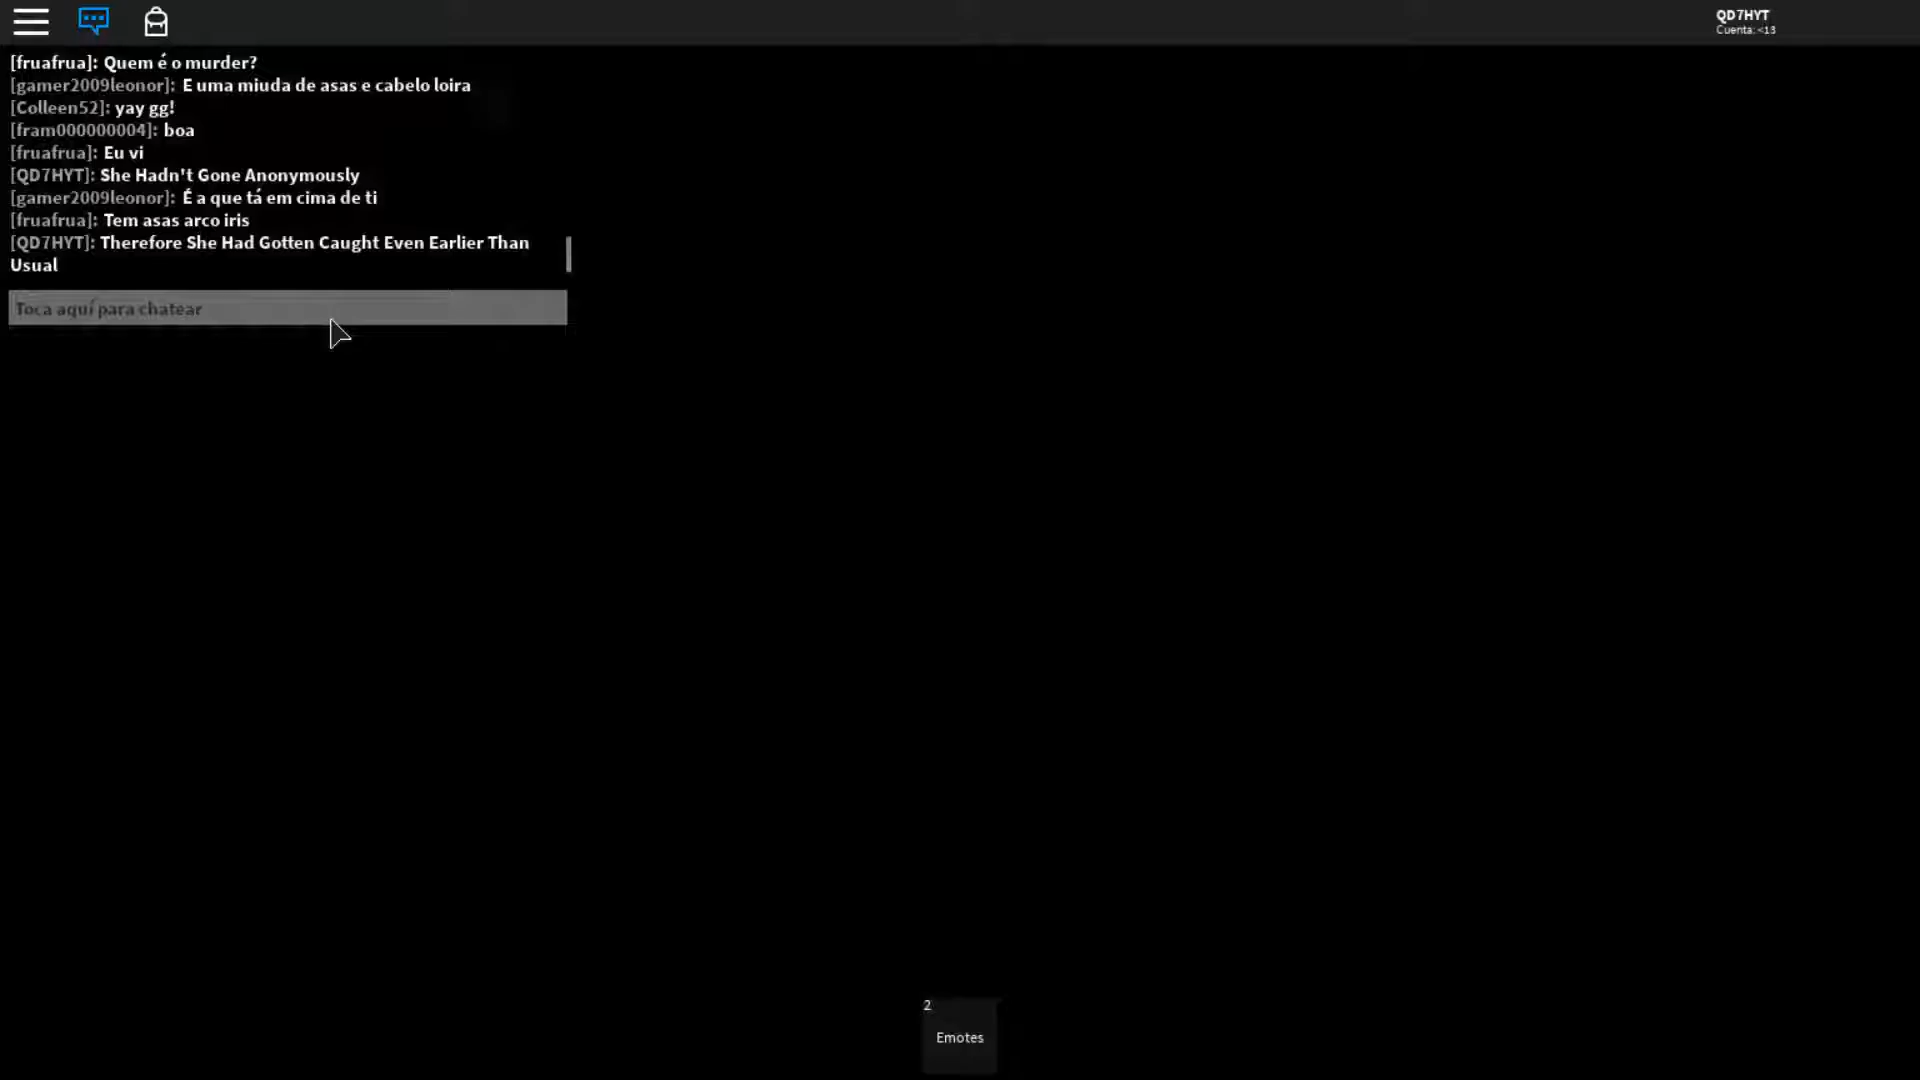 QD7HYT
Cuenta: <13
[fruafrua]: Quem é o murder?
[gamer2009leonor]: E uma miuda de asas e cabelo loira
[Colleen52]: yay gg!
[fram000000004]: boa
[fruafrua]: Eu vi
[QD7HYT]: She Hadn't Gone Anonymously
[gamer2009leonor]: É a que tá em cima de ti
[fruafrua]: Tem asas arco iris
[QD7HYT]: Therefore She Had Gotten Caught Even Earlier Than
Usual
Toca aquí para chatear
2
Emotes